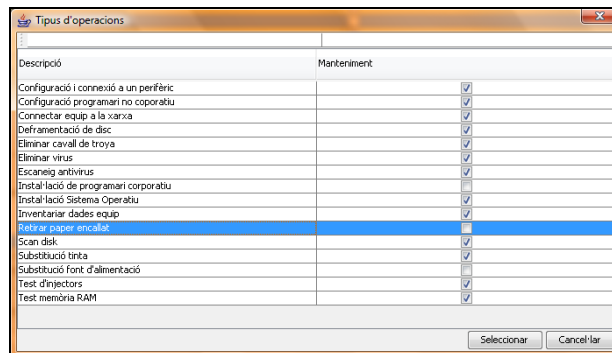 Tipus d'operacions
Descripció Manteniment
Configuració i connexió a un perifèric
Configuració programari no coporatiu
Connectar equip a la xarxa
Deframentació de disc
Eliminar cavall de troya
Eliminar virus
Escaneig antivirus
Instal·lació de programari corporatiu
Instal·lació Sistema Operatiu
Inventariar dades equip
Retirar paper encallat
Scan disk
Substitiució tinta
Substitució font d'alimentació
Test d'injectors
Test memòria RAM
Seleccionar Cancel·lar